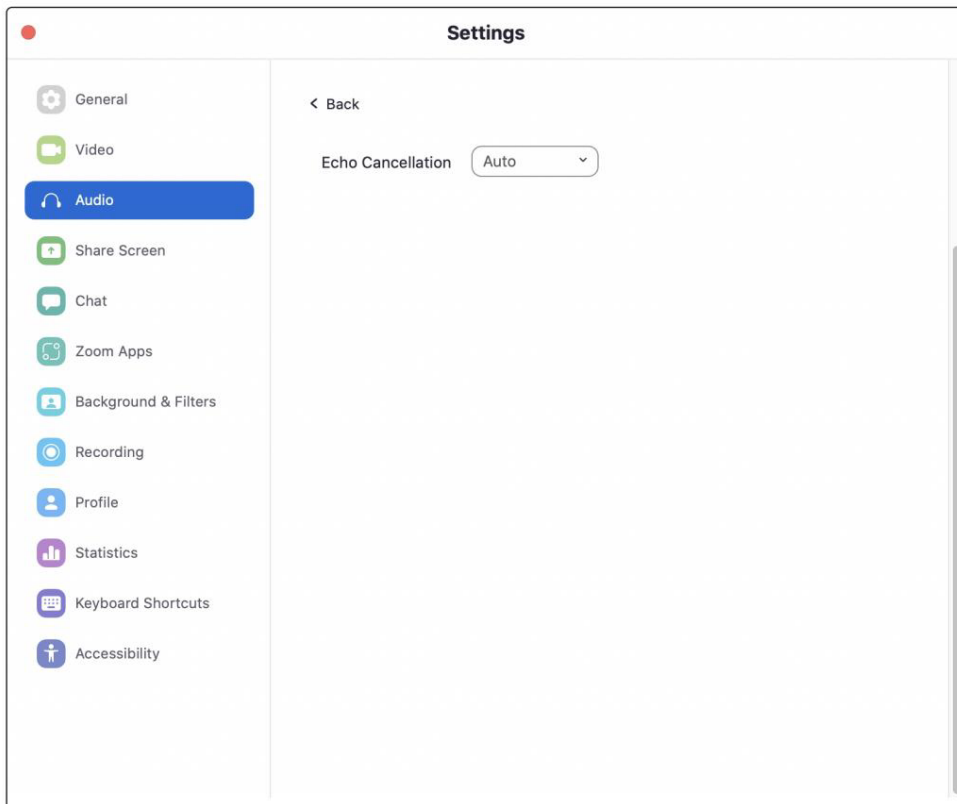 Settings
General
Video
Audio
Share Screen
Chat
Zoom Apps
Background & Filters
Recording
Profile
Statistics
Keyboard Shortcuts
Accessibility
Back
Echo Cancellation Auto